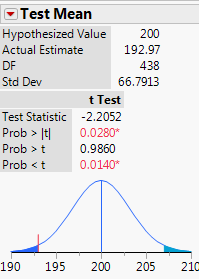 Test Mean
Hypothesized Value 200
Actual Estimate 192.97
DF 438
Std Dev 66.7913
t Test
Test Statistic -2.2052
Prob > |t| 0.0280*
Prob > t 0.9860
Prob < t 0.0140*
190 195 200 205 210